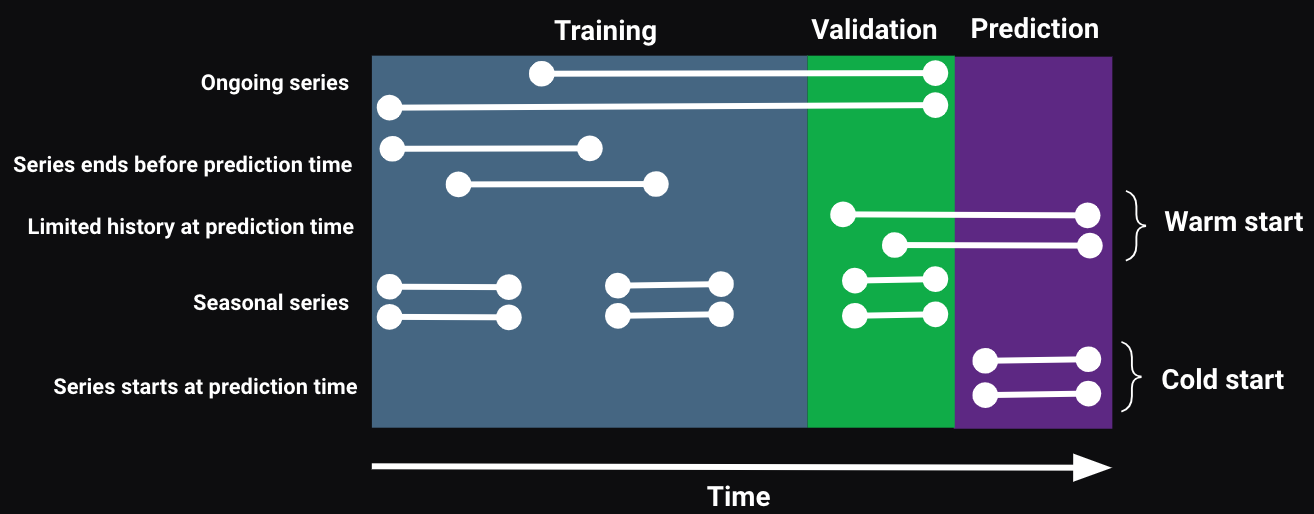 Training
Validation
Prediction
Ongoing series
Series ends before prediction time
Limited history at prediction time
Warm start
Seasonal series
Series starts at prediction time
Cold start
Time